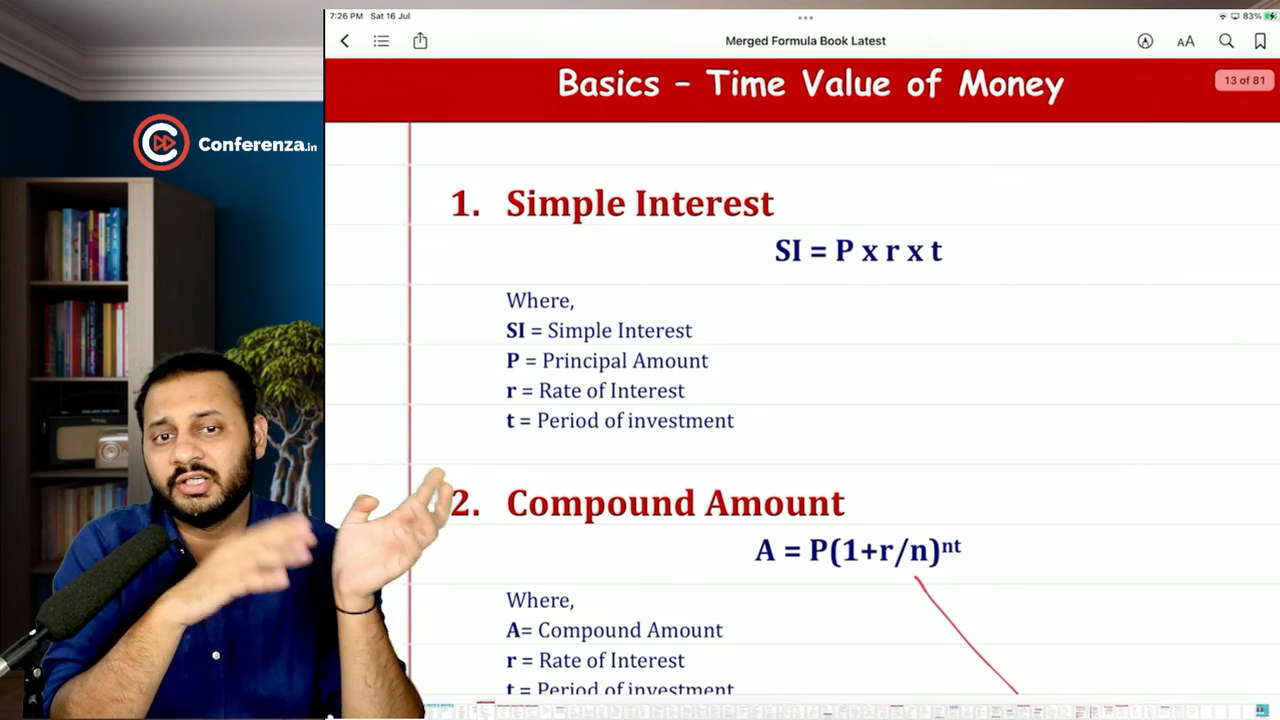 7:26 PM Sat 16 Jul
83%
Merged Formula Book Latest
AA
Basics – Time Value of Money
13 of 81
Conferenza.in
1. Simple Interest
SI = P x r x t
Where,
SI = Simple Interest
P = Principal Amount
r = Rate of Interest
t = Period of investment
2. Compound Amount
A = P(1+r/n)ⁿᵗ
Where,
A= Compound Amount
r = Rate of Interest
t = Period of investment